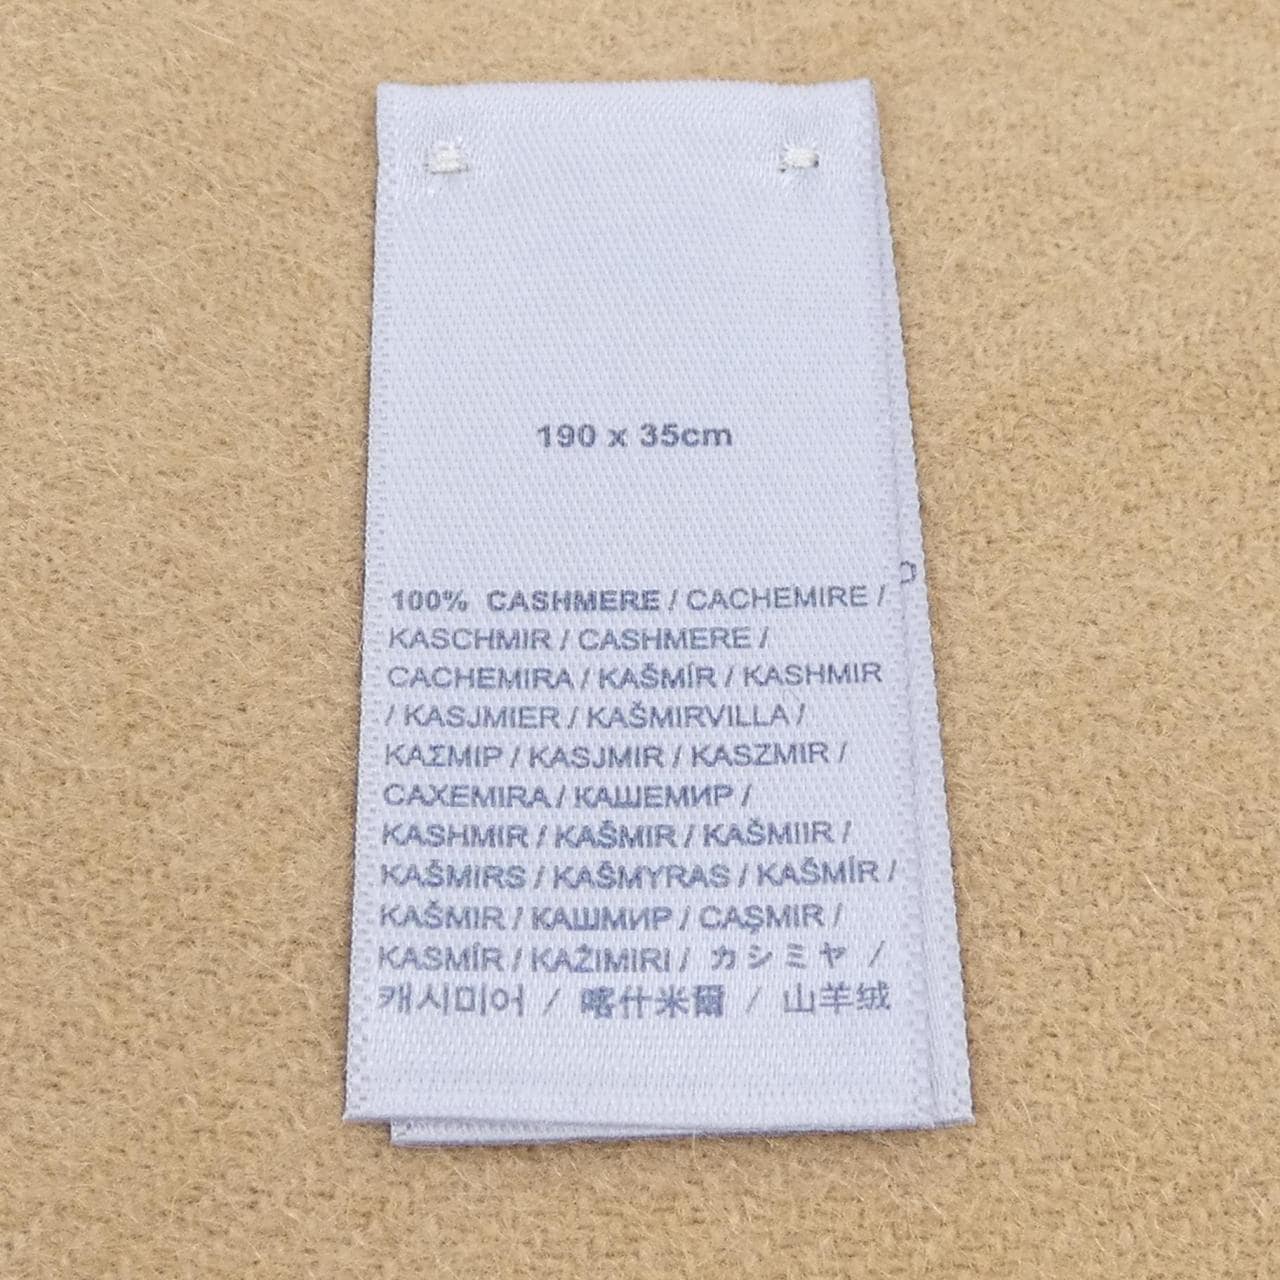 190 x 35cm
100% CASHMERE / CACHEMIRE /
KASCHMIR / CASHMERE /
CACHEMIRA / KAŠMÍR / KASHMIR
/ KASJMIER / KAŠMIRVILLA /
ΚΑΣΜΙΡ / KASJMIR / KASZMIR /
CAXEMIRA / КАШЕМИР /
KASHMIR / KAŠMIR / KAŠMIIR /
KAŠMIRS / KAŠMYRAS / KAŠMÍR /
KAŠMIR / КАШМИР / CAŞMIR /
KASMÍR / KAŻIMIRI / カシミヤ /
캐시미어 / 喀什米爾 / 山羊绒